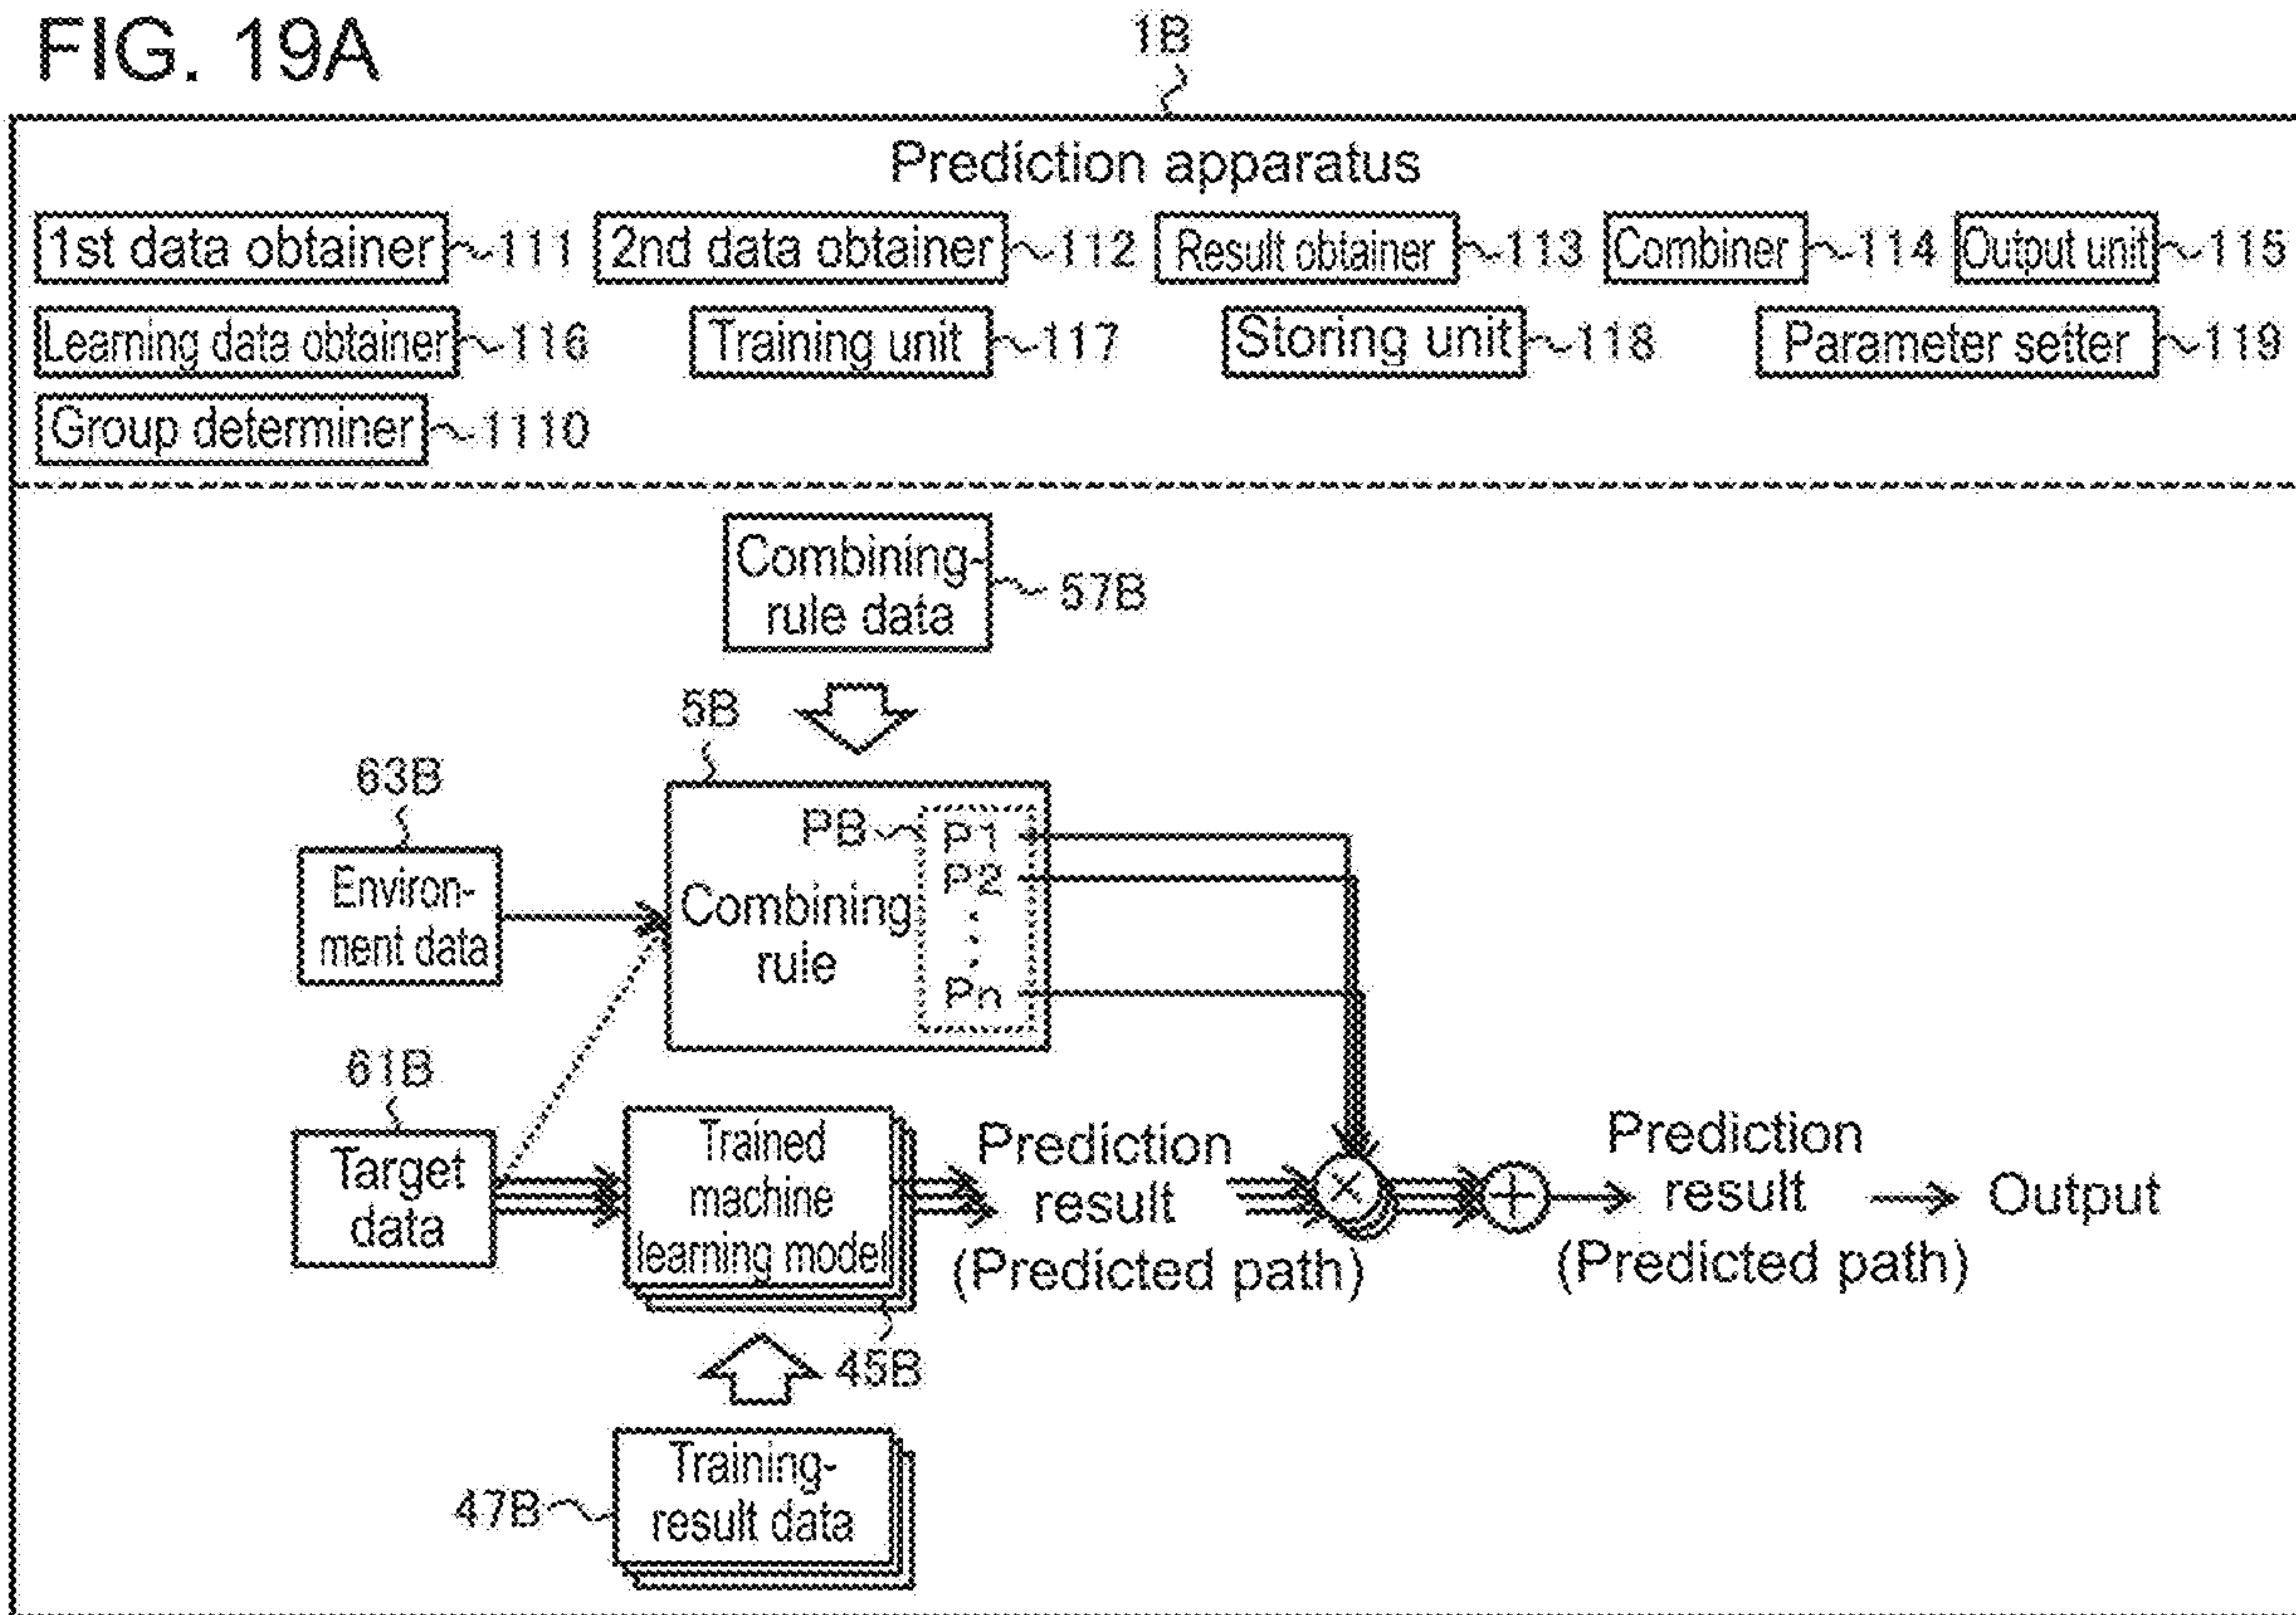 FIG. 19A
1B
Prediction apparatus
1st data obtainer 111 2nd data obtainer 112 Result obtainer 113 Combiner 114 Output unit 115
Learning data obtainer 116 Training unit 117 Storing unit 118 Parameter setter 119
Group determiner 1110
Combining-
rule data
57B
5B
63B
Environ-
ment data
PB
P1
P2
Pn
Combining
rule
61B
Target
data
Trained
machine
learning model
45B
Prediction
result
(Predicted path)
×
+
Prediction
result
(Predicted path)
Output
Training-
result data
47B